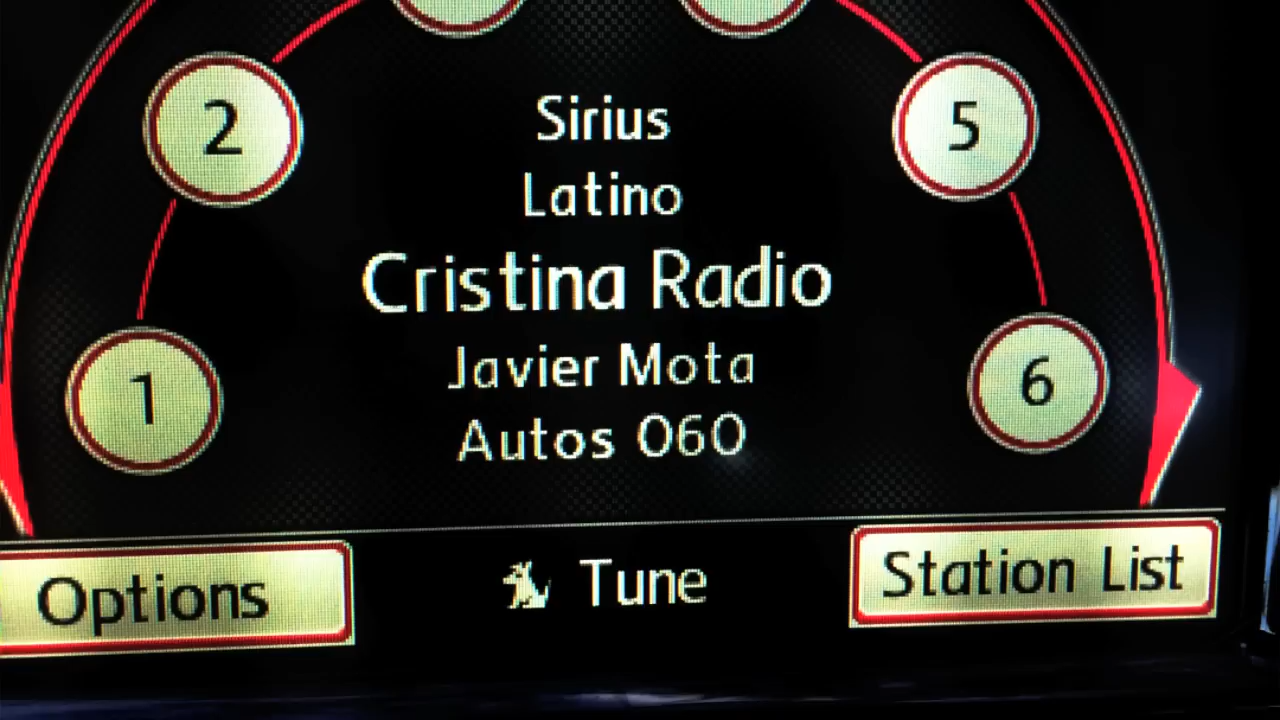 2
5
Sirius
Latino
Cristina Radio
Javier Mota
Autos 060
1
6
Options
Tune
Station List